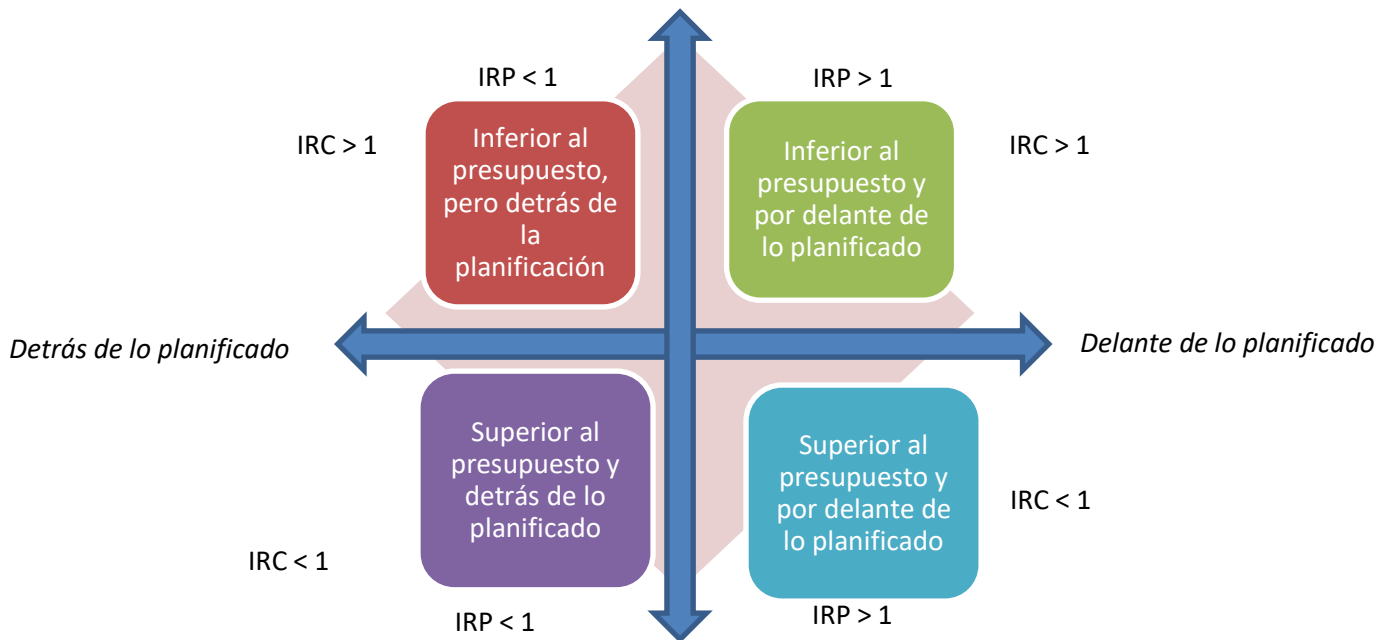 IRP < 1
IRP > 1
IRC > 1
Inferior al
presupuesto,
pero detrás de
la
planificación
Inferior al
presupuesto y
por delante de
lo planificado
IRC > 1
Detrás de lo planificado
Delante de lo planificado
Superior al
presupuesto y
detrás de lo
planificado
Superior al
presupuesto y
por delante de
lo planificado
IRC < 1
IRC < 1
IRP < 1
IRP > 1